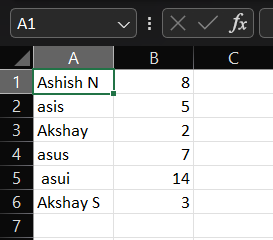 A1 fx
A B C
1 Ashish N 8
2 asis 5
3 Akshay 2
4 asus 7
5 asui 14
6 Akshay S 3
7